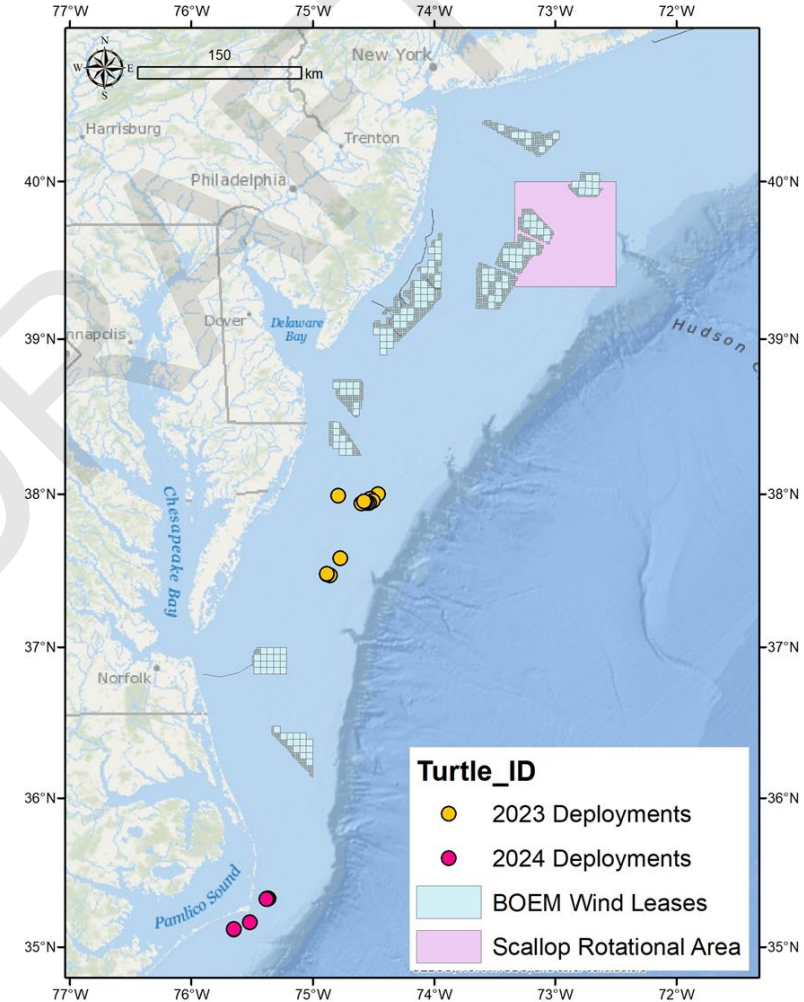 77°W 76°W 75°W 74°W 73°W 72°W
N
W E
S
150
km
New York
Harrisburg
Trenton
40°N 40°N
Philadelphia
Dover
Delaware
Bay
nnapolis
39°N 39°N
Hudson C
38°N 38°N
Chesapeake Bay
37°N 37°N
Norfolk
36°N 36°N
Pamlico Sound
35°N 35°N
Turtle_ID
2023 Deployments
2024 Deployments
BOEM Wind Leases
Scallop Rotational Area
77°W 76°W 75°W 74°W 73°W 72°W
DRAFT